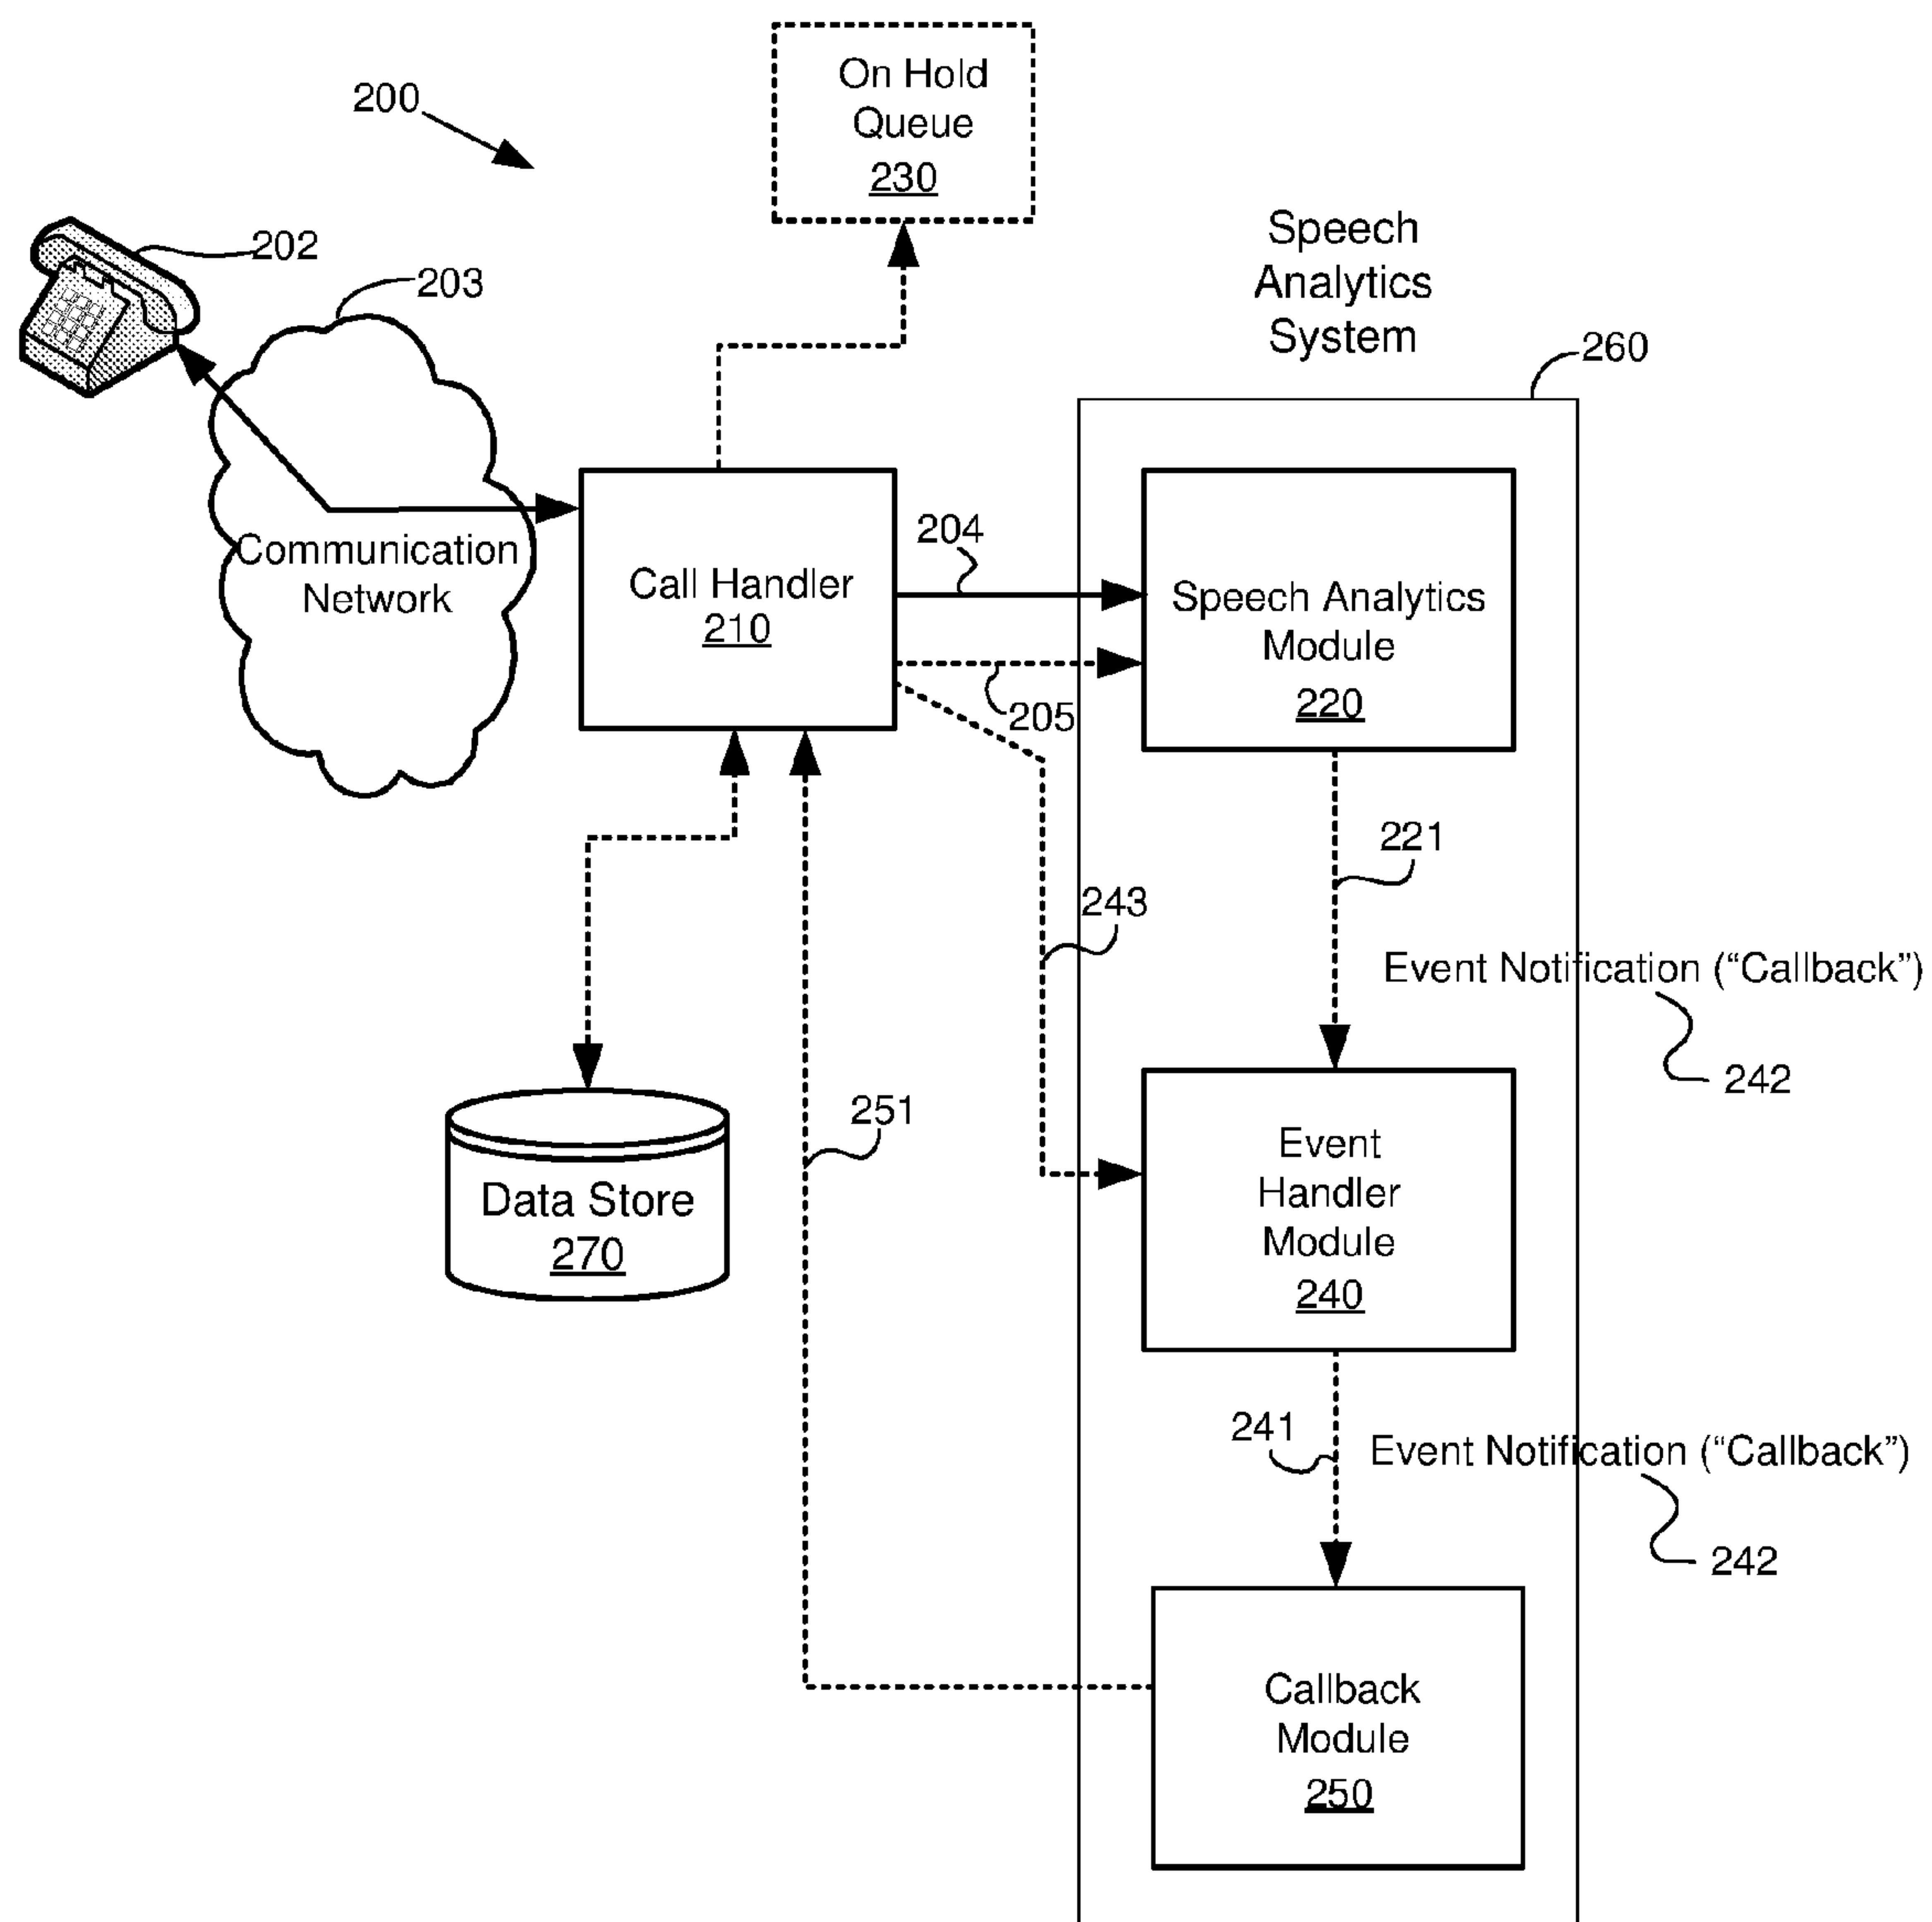 200
On Hold
Queue
230
202
203
Speech
Analytics
System
260
Communication
Network
Call Handler
210
204
205
Speech Analytics
Module
220
221
243
Event Notification (“Callback”)
242
251
Data Store
270
Event
Handler
Module
240
241
Event Notification (“Callback”)
242
Callback
Module
250